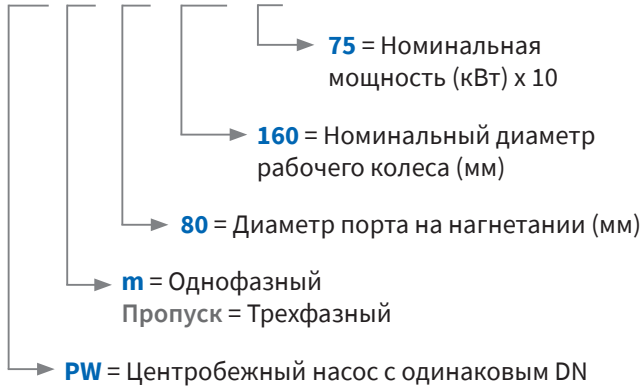 75 = Номинальная
мощность (кВт) x 10
160 = Номинальный диаметр
рабочего колеса (мм)
80 = Диаметр порта на нагнетании (мм)
m = Однофазный
Пропуск = Трехфазный
PW = Центробежный насос с одинаковым DN